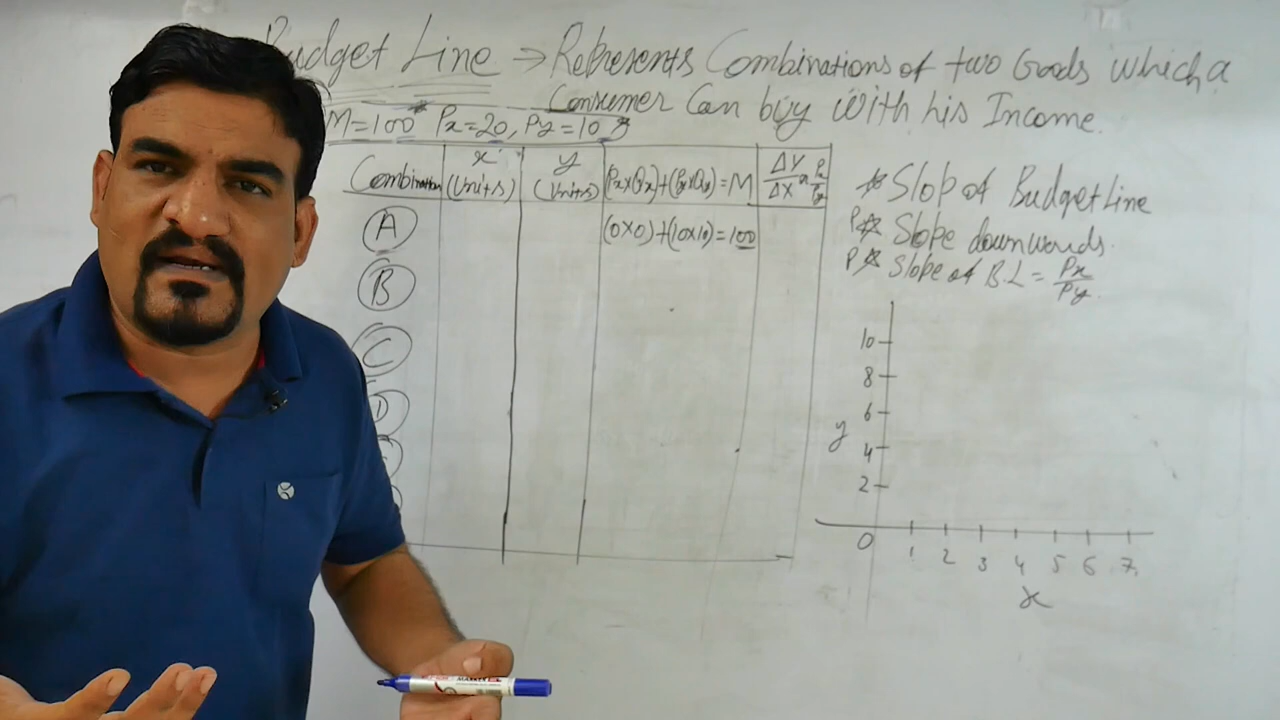 Budget Line → Represents Combinations of two Goods which a
Consumer Can buy With his Income.
M=100 Px=20, Py=10
Combination
x
(Units)
y
(Units)
(Px×Qx)+(Py×Qy)=M
ΔY
ΔX
Px
Py
A
(0×0)+(10×10)=100
B
C
D
* Slop of Budget Line
P* Slope downwords.
P* Slope of B.L = Px
Py
10
8
6
y
4
2
0
1 2 3 4 5 6 7
x
MARKER